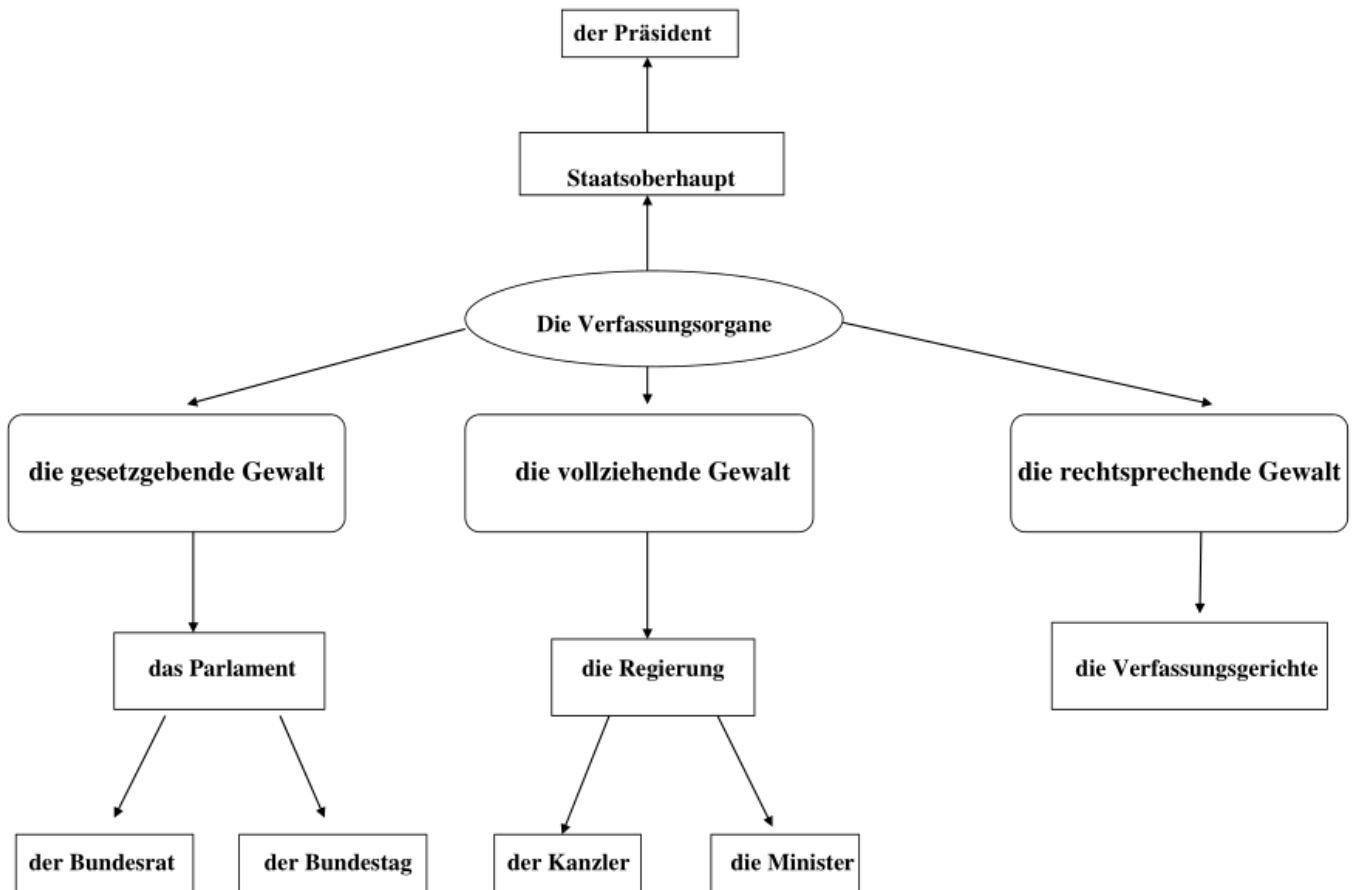 der Präsident
Staatsoberhaupt
Die Verfassungsorgane
die gesetzgebende Gewalt
die vollziehende Gewalt
die rechtsprechende Gewalt
das Parlament
die Regierung
die Verfassungsgerichte
der Bundesrat
der Bundestag
der Kanzler
die Minister